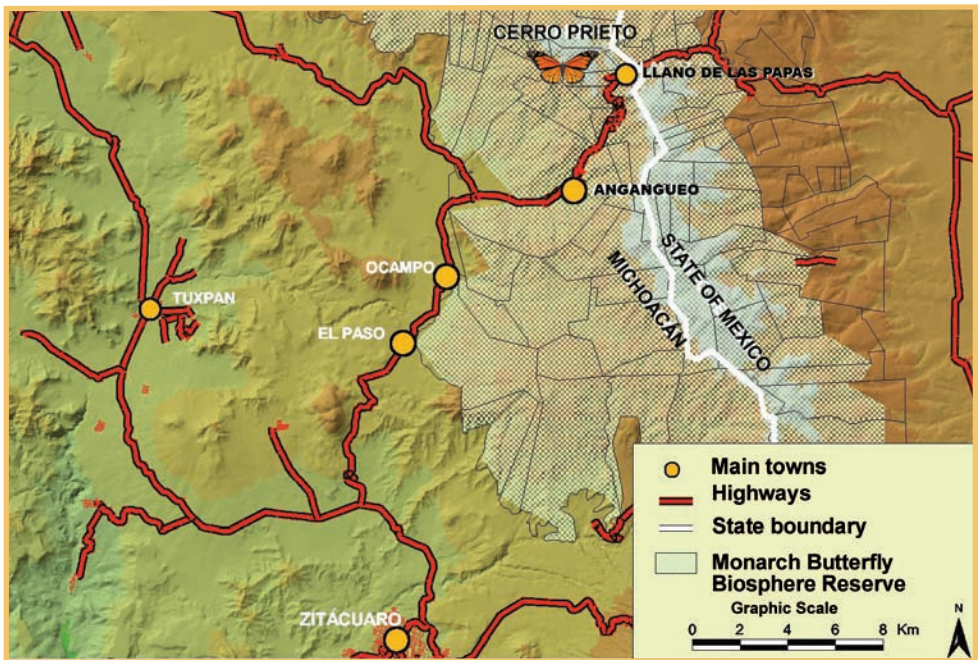 CERRO PRIETO
LLANO DE LAS PAPAS
ANGANGUEO
OCAMPO
STATE OF MEXICO
MICHOACÁN
TUXPAN
EL PASO
ZITÁCUARO
Main towns
Highways
State boundary
Monarch Butterfly
Biosphere Reserve
Graphic Scale
0 2 4 6 8 Km
N